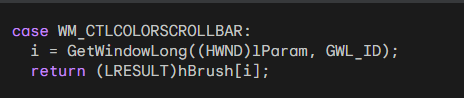 case WM_CTLCOLORSCROLLBAR:
  i = GetWindowLong((HWND)lParam, GWL_ID);
  return (LRESULT)hBrush[i];